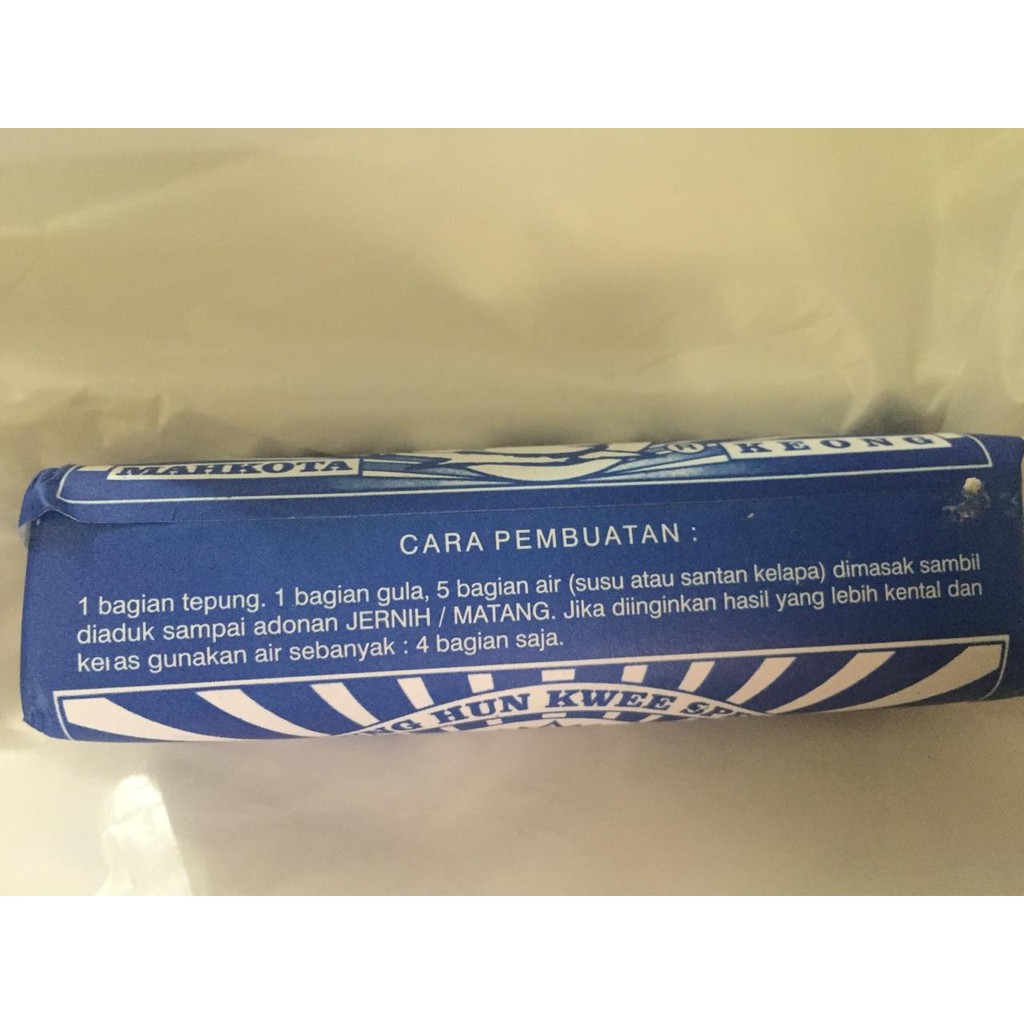 MAHKOTA KEONG
CARA PEMBUATAN :
1 bagian tepung. 1 bagian gula, 5 bagian air (susu atau santan kelapa) dimasak sambil
diaduk sampai adonan JERNIH / MATANG. Jika diinginkan hasil yang lebih kental dan
keras gunakan air sebanyak : 4 bagian saja.
HUN KWEE